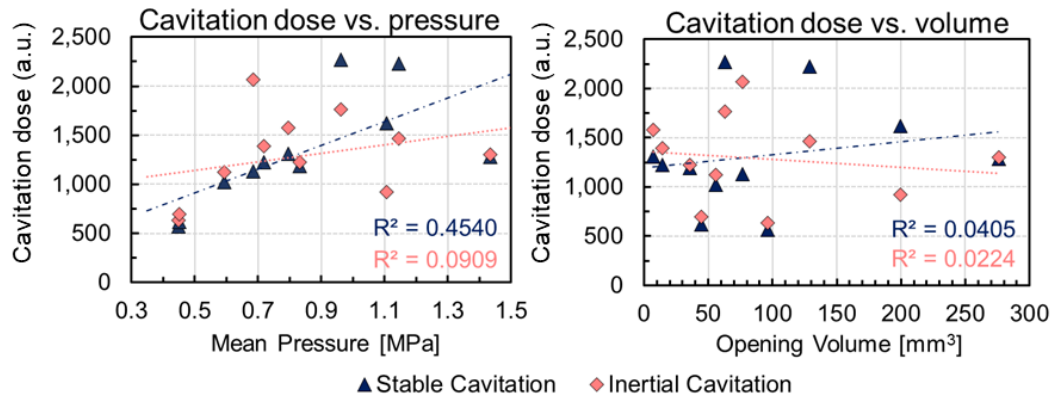 Cavitation dose vs. pressure
Cavitation dose (a.u.)
2,500
2,000
1,500
1,000
500
0
R² = 0.4540
R² = 0.0909
0.3 0.5 0.7 0.9 1.1 1.3 1.5
Mean Pressure [MPa]
Cavitation dose vs. volume
Cavitation dose (a.u.)
2,500
2,000
1,500
1,000
500
0
R² = 0.0405
R² = 0.0224
0 50 100 150 200 250 300
Opening Volume [mm³]
Stable Cavitation Inertial Cavitation